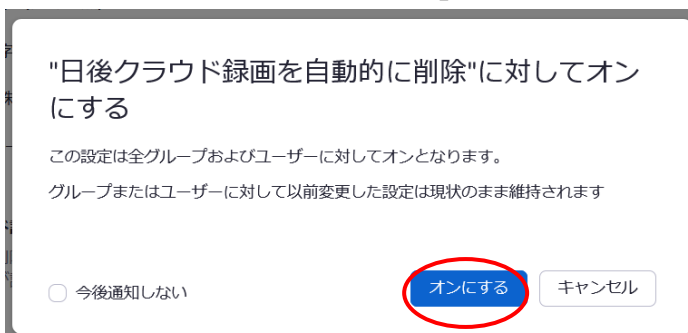 "日後クラウド録画を自動的に削除"に対してオン
にする
この設定は全グループおよびユーザーに対してオンとなります。
グループまたはユーザーに対して以前変更した設定は現状のまま維持されます
今後通知しない
オンにする
キャンセル